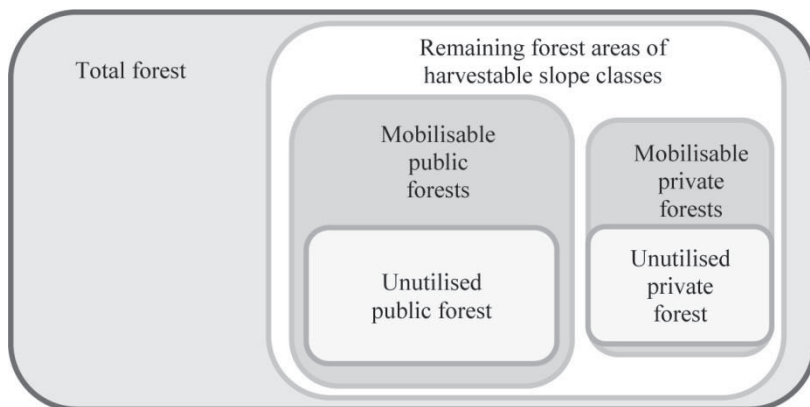 Total forest
Remaining forest areas of
harvestable slope classes
Mobilisable
public
forests
Mobilisable
private
forests
Unutilised
public forest
Unutilised
private
forest